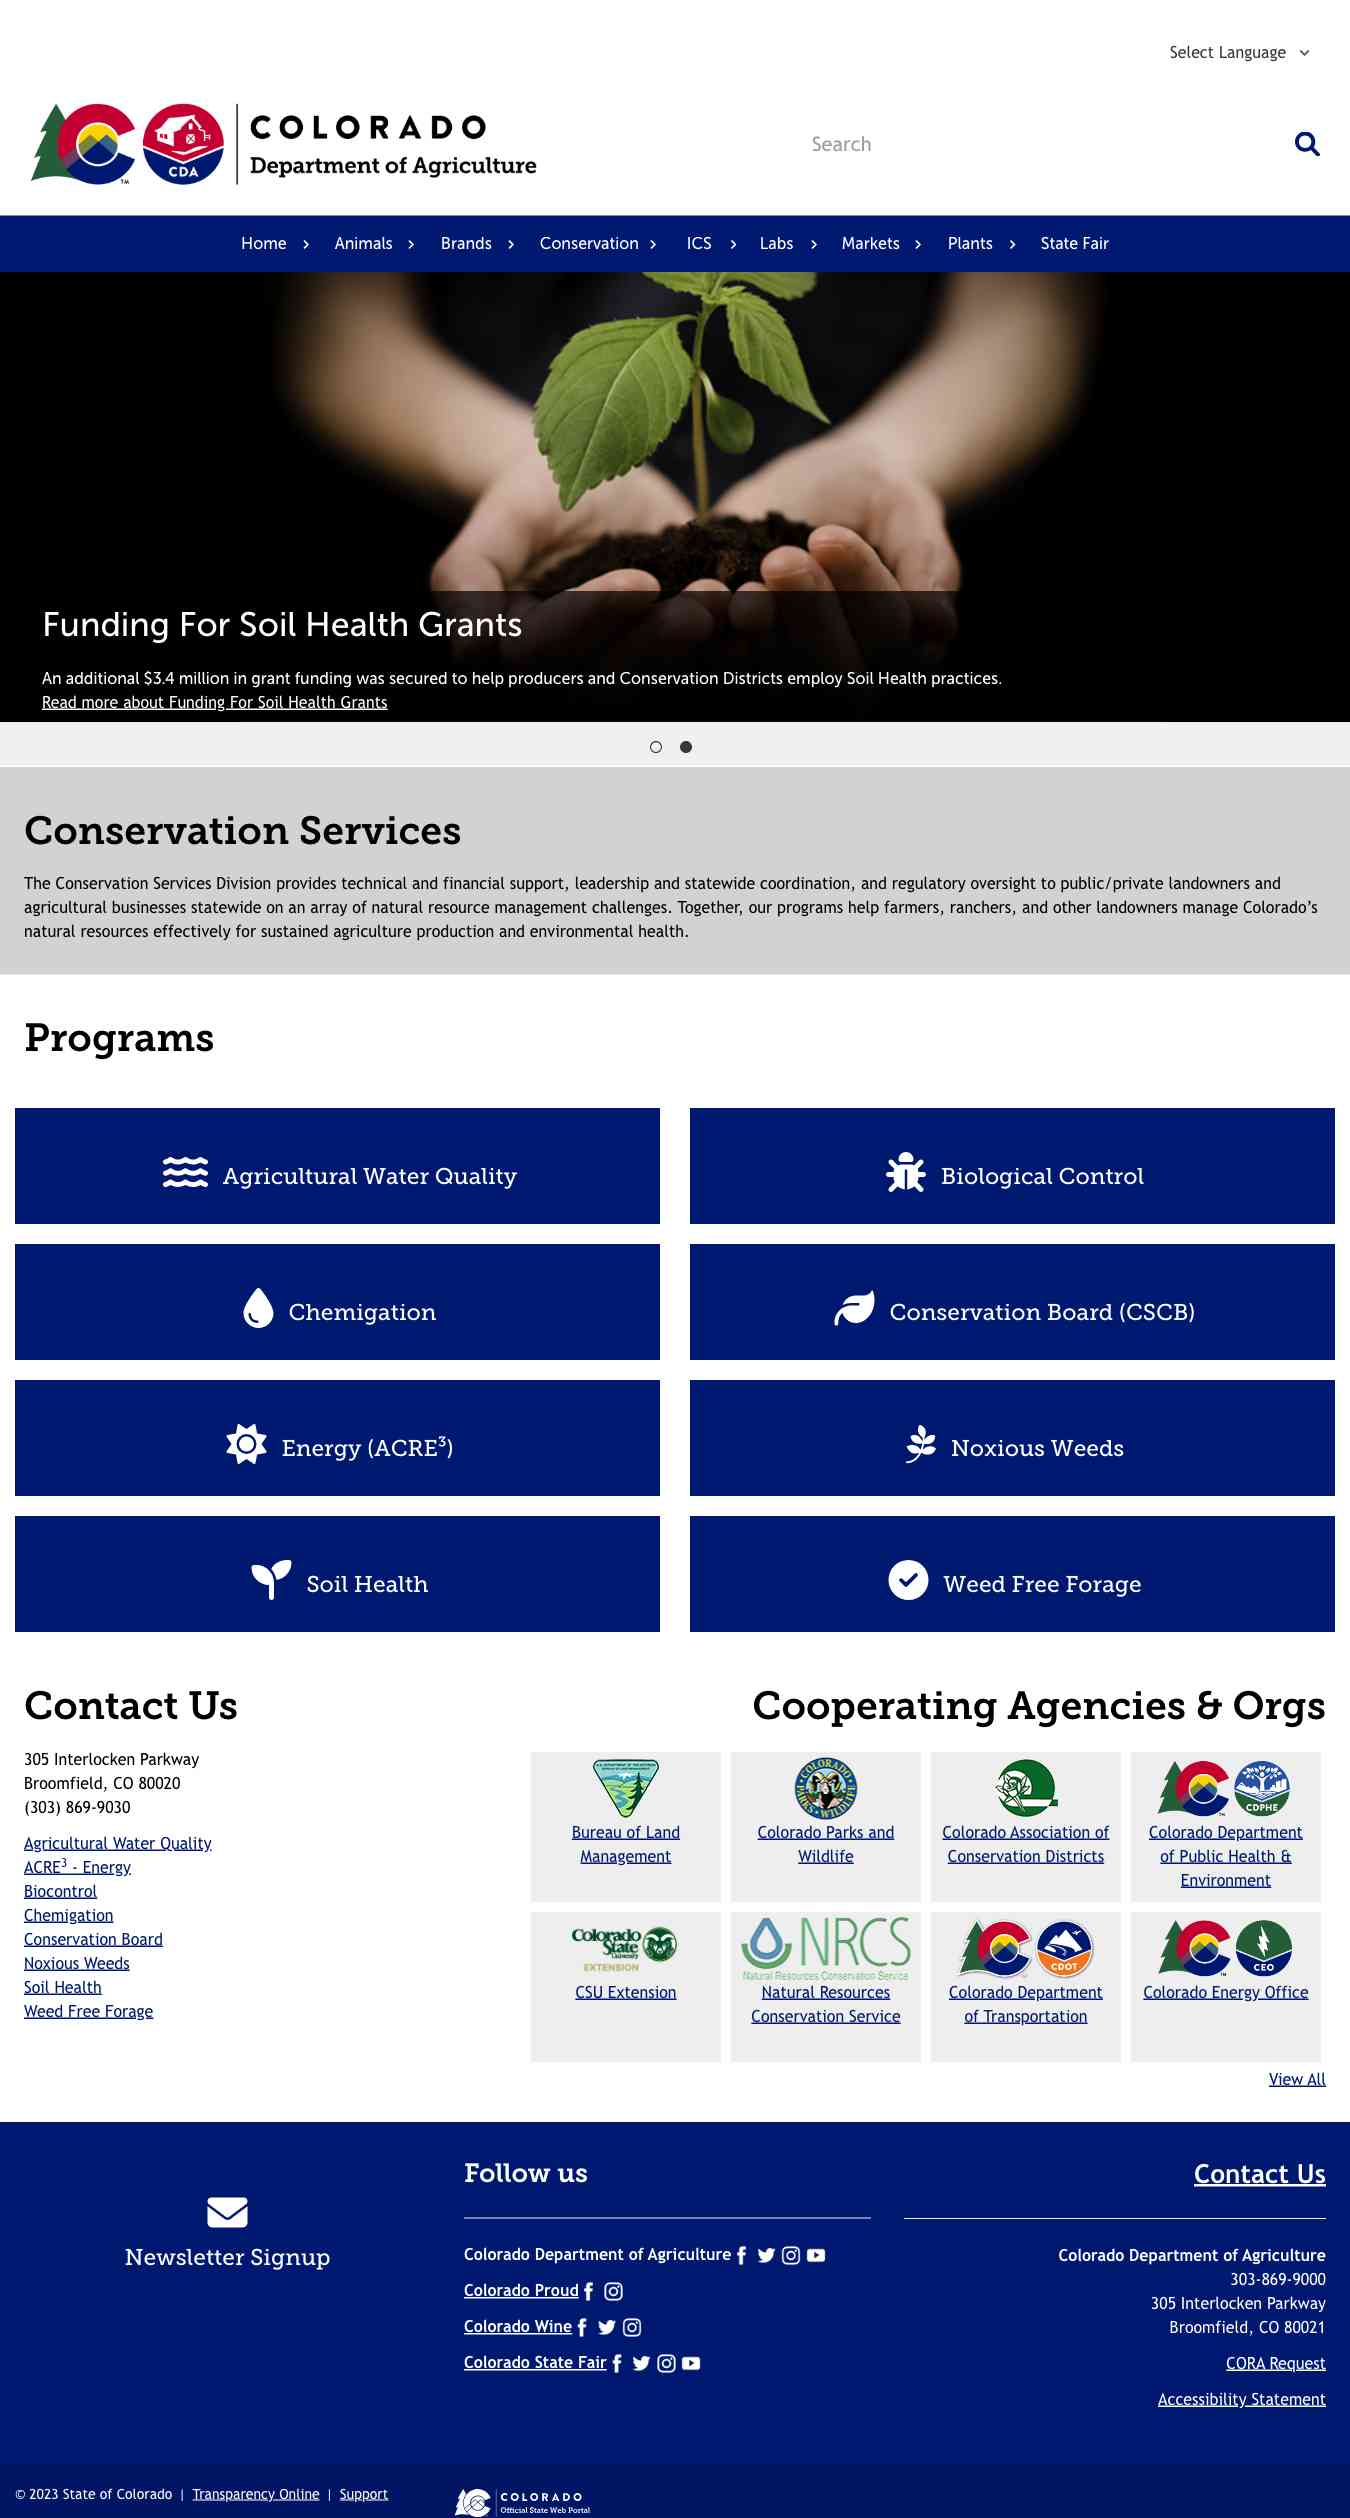 Select Language
COLORADO
Department of Agriculture
CDA
TM
Search
Home Animals Brands Conservation ICS Labs Markets Plants State Fair
Funding For Soil Health Grants
An additional $3.4 million in grant funding was secured to help producers and Conservation Districts employ Soil Health practices.
Read more about Funding For Soil Health Grants
Conservation Services
The Conservation Services Division provides technical and financial support, leadership and statewide coordination, and regulatory oversight to public/private landowners and
agricultural businesses statewide on an array of natural resource management challenges. Together, our programs help farmers, ranchers, and other landowners manage Colorado’s
natural resources effectively for sustained agriculture production and environmental health.
Programs
Agricultural Water Quality
Biological Control
Chemigation
Conservation Board (CSCB)
Energy (ACRE³)
Noxious Weeds
Soil Health
Weed Free Forage
Contact Us
305 Interlocken Parkway
Broomfield, CO 80020
(303) 869-9030
Agricultural Water Quality
ACRE³ - Energy
Biocontrol
Chemigation
Conservation Board
Noxious Weeds
Soil Health
Weed Free Forage
Cooperating Agencies & Orgs
Bureau of Land
Management
COLORADO
PARKS • WILDLIFE
Colorado Parks and
Wildlife
Colorado Association of
Conservation Districts
CDPHE
Colorado Department
of Public Health &
Environment
Colorado
State
University
EXTENSION
CSU Extension
NRCS
Natural Resources Conservation Service
Natural Resources
Conservation Service
CDOT
Colorado Department
of Transportation
CEO
Colorado Energy Office
View All
Newsletter Signup
Follow us
Colorado Department of Agriculture
Colorado Proud
Colorado Wine
Colorado State Fair
Contact Us
Colorado Department of Agriculture
303-869-9000
305 Interlocken Parkway
Broomfield, CO 80021
CORA Request
Accessibility Statement
© 2023 State of Colorado | Transparency Online | Support
COLORADO
Official State Web Portal